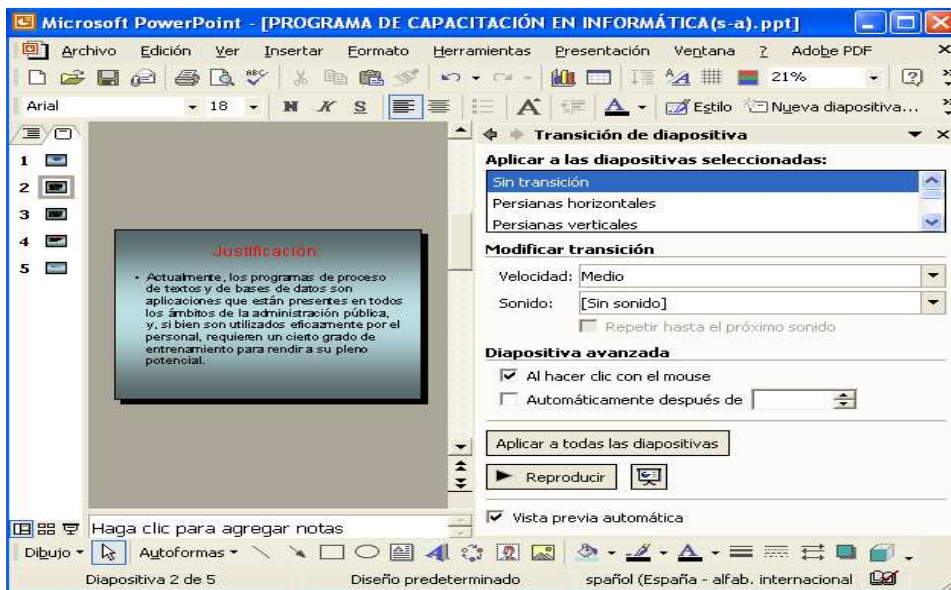 Microsoft PowerPoint - [PROGRAMA DE CAPACITACIÓN EN INFORMÁTICA(s-a).ppt]
Archivo Edición Ver Insertar Formato Herramientas Presentación Ventana ? Adobe PDF
ABC 21%
Arial 18 N K S A A Estilo Nueva diapositiva...
Transición de diapositiva
Aplicar a las diapositivas seleccionadas:
1 Sin transición
2 Persianas horizontales
3 Persianas verticales
4 Modificar transición
5 Velocidad: Medio
Sonido: [Sin sonido]
Repetir hasta el próximo sonido
Diapositiva avanzada
Al hacer clic con el mouse
Automáticamente después de
Aplicar a todas las diapositivas
Reproducir
Vista previa automática
Justificación:
• Actualmente, los programas de proceso
de textos y de bases de datos son
aplicaciones que están presentes en todos
los ámbitos de la administración pública,
y, si bien son utilizados eficazmente por el
personal, requieren un cierto grado de
entrenamiento para rendir a su pleno
potencial.
Haga clic para agregar notas
Dibujo Autoformas
Diapositiva 2 de 5 Diseño predeterminado spañol (España - alfab. internacional